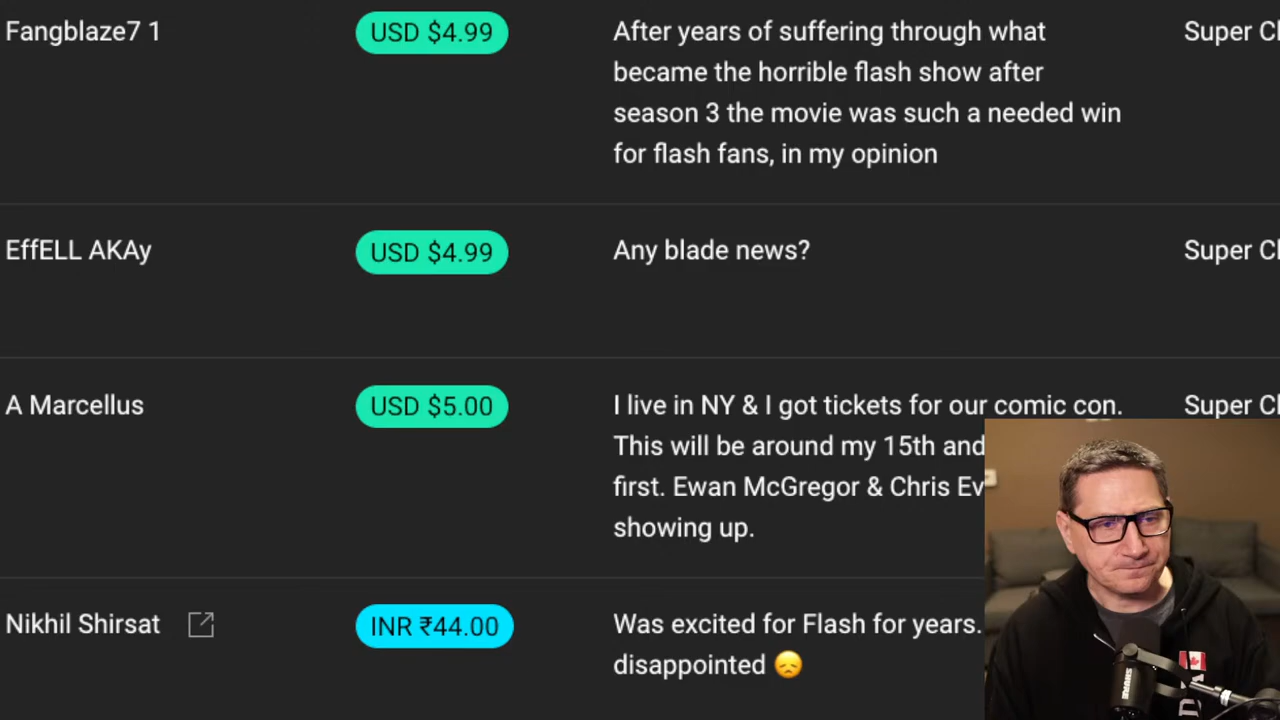 Fangblaze7 1 USD $4.99 After years of suffering through what Super
became the horrible flash show after
season 3 the movie was such a needed win
for flash fans, in my opinion
EffELL AKAy USD $4.99 Any blade news? Super
A Marcellus USD $5.00 I live in NY & I got tickets for our comic con. Super
This will be around my 15th and
first. Ewan McGregor & Chris Ev
showing up.
Nikhil Shirsat INR ₹44.00 Was excited for Flash for years.
disappointed 😞
SHURE